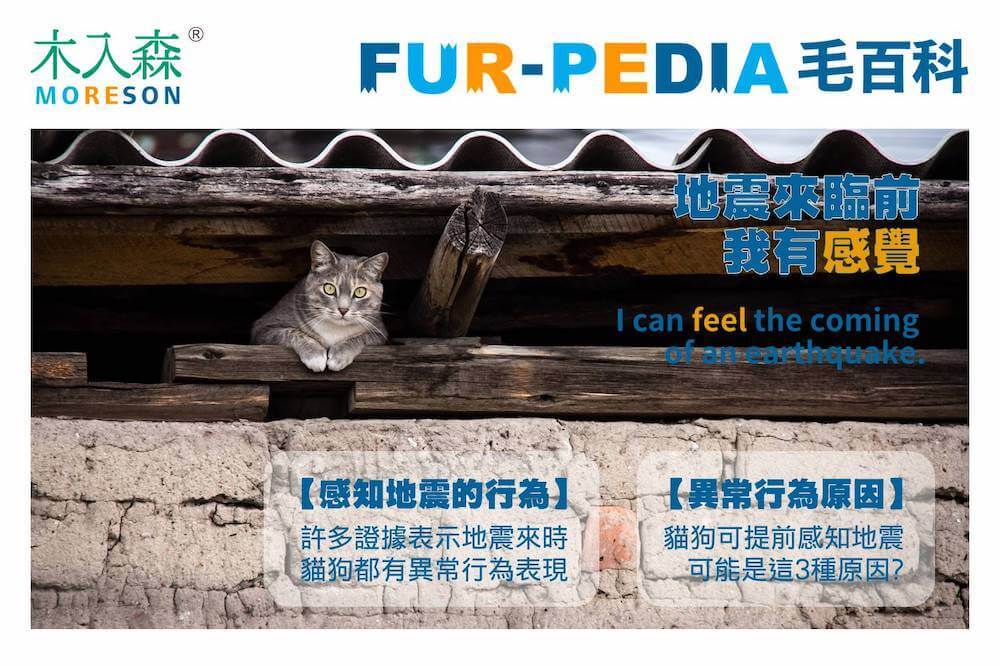 木入森®
MORESON
FUR-PEDIA 毛百科
地震來臨前
我有感覺
I can feel the coming
of an earthquake.
【感知地震的行為】
許多證據表示地震來時
貓狗都有異常行為表現
【異常行為原因】
貓狗可提前感知地震
可能是這3種原因?